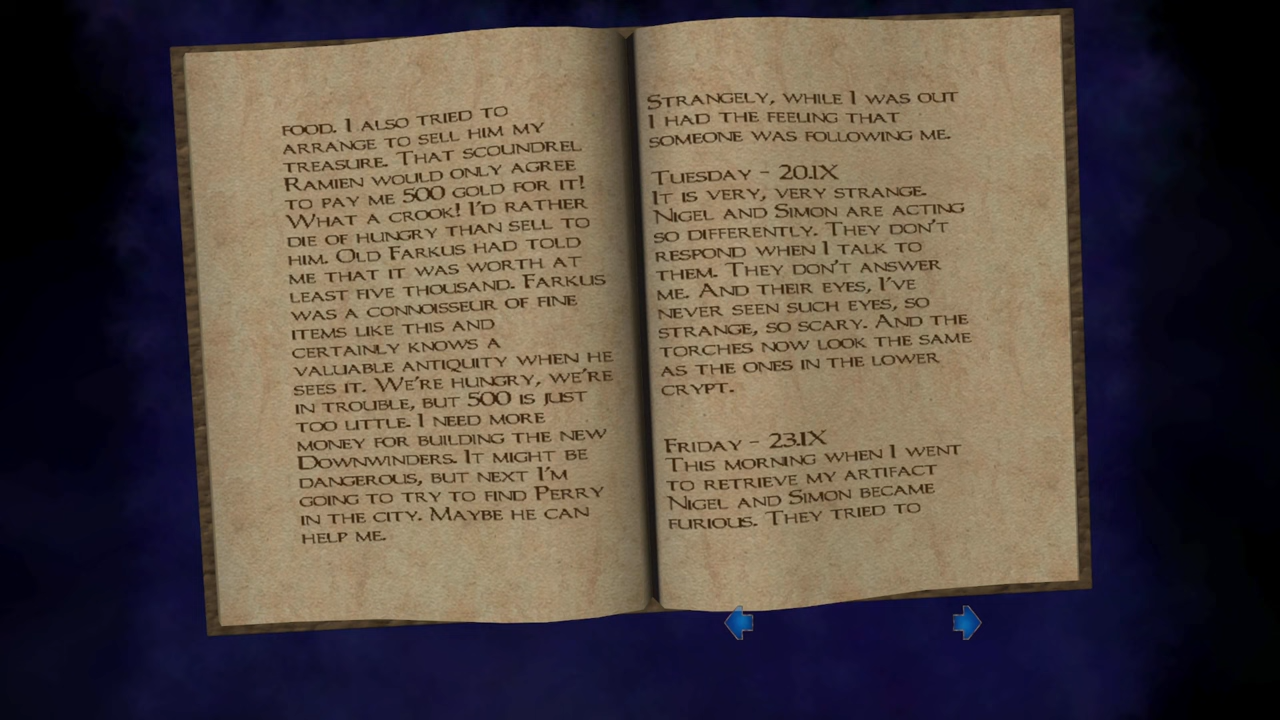 FOOD. I ALSO TRIED TO
ARRANGE TO SELL HIM MY
TREASURE. THAT SCOUNDREL
RAMIEN WOULD ONLY AGREE
TO PAY ME 500 GOLD FOR IT!
WHAT A CROOK! I'D RATHER
DIE OF HUNGRY THAN SELL TO
HIM. OLD FARKUS HAD TOLD
ME THAT IT WAS WORTH AT
LEAST FIVE THOUSAND. FARKUS
WAS A CONNOISSEUR OF FINE
ITEMS LIKE THIS AND
CERTAINLY KNOWS A
VALUABLE ANTIQUITY WHEN HE
SEES IT. WE'RE HUNGRY, WE'RE
IN TROUBLE, BUT 500 IS JUST
TOO LITTLE. I NEED MORE
MONEY FOR BUILDING THE NEW
DOWNWINDERS. IT MIGHT BE
DANGEROUS, BUT NEXT I'M
GOING TO TRY TO FIND PERRY
IN THE CITY. MAYBE HE CAN
HELP ME.
STRANGELY, WHILE I WAS OUT
I HAD THE FEELING THAT
SOMEONE WAS FOLLOWING ME.
TUESDAY - 20.IX
IT IS VERY, VERY STRANGE.
NIGEL AND SIMON ARE ACTING
SO DIFFERENTLY. THEY DON'T
RESPOND WHEN I TALK TO
THEM. THEY DON'T ANSWER
ME. AND THEIR EYES, I'VE
NEVER SEEN SUCH EYES, SO
STRANGE, SO SCARY. AND THE
TORCHES NOW LOOK THE SAME
AS THE ONES IN THE LOWER
CRYPT.
FRIDAY - 23.IX
THIS MORNING WHEN I WENT
TO RETRIEVE MY ARTIFACT
NIGEL AND SIMON BECAME
FURIOUS. THEY TRIED TO